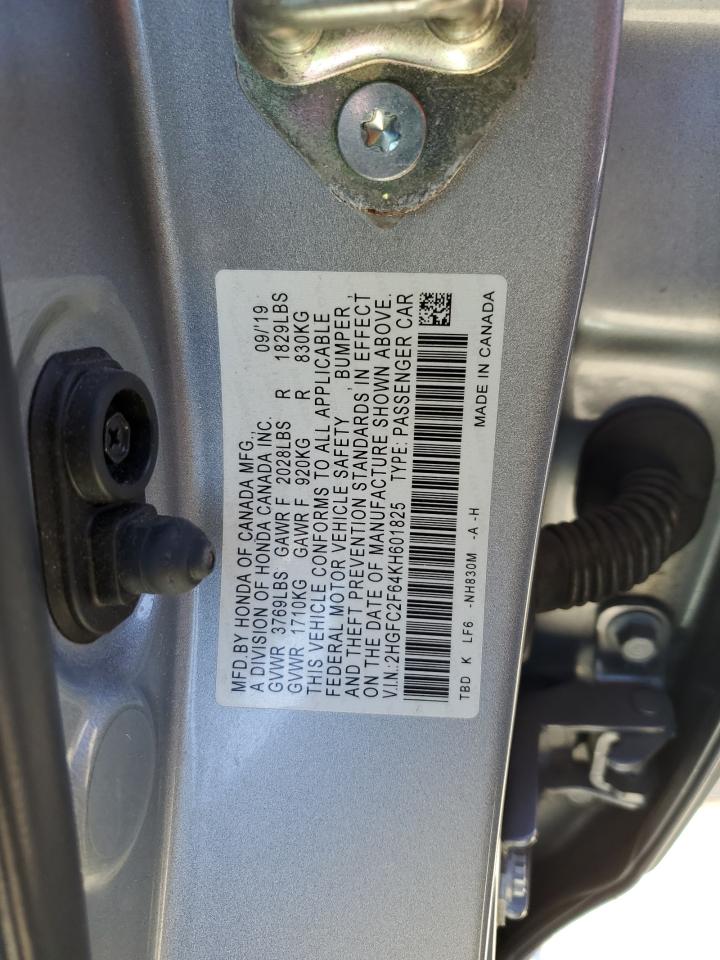 MFD.BY HONDA OF CANADA MFG, 09/'19
A DIVISION OF HONDA CANADA INC.
GVWR 3769LBS GAWR F 2028LBS R 1829LBS
GVWR 1710KG GAWR F 920KG R 830KG
THIS VEHICLE CONFORMS TO ALL APPLICABLE
FEDERAL MOTOR VEHICLE SAFETY , BUMPER ,
AND THEFT PREVENTION STANDARDS IN EFFECT
ON THE DATE OF MANUFACTURE SHOWN ABOVE.
V.I.N.:2HGFC2F64KH601825 TYPE: PASSENGER CAR
TBD K LF6 -NH830M -A -H MADE IN CANADA